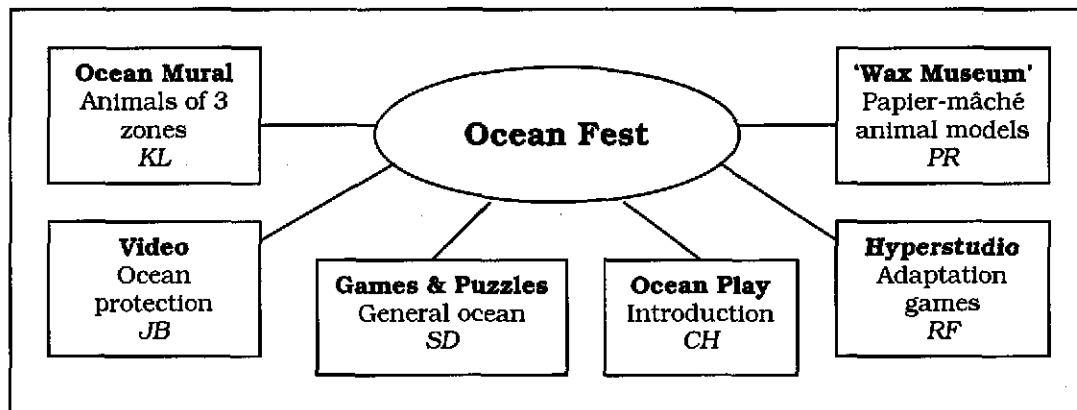 Ocean Mural
Animals of 3
zones
KL
Ocean Fest
'Wax Museum'
Papier-mâché
animal models
PR
Video
Ocean
protection
JB
Games & Puzzles
General ocean
SD
Ocean Play
Introduction
CH
Hyperstudio
Adaptation
games
RF